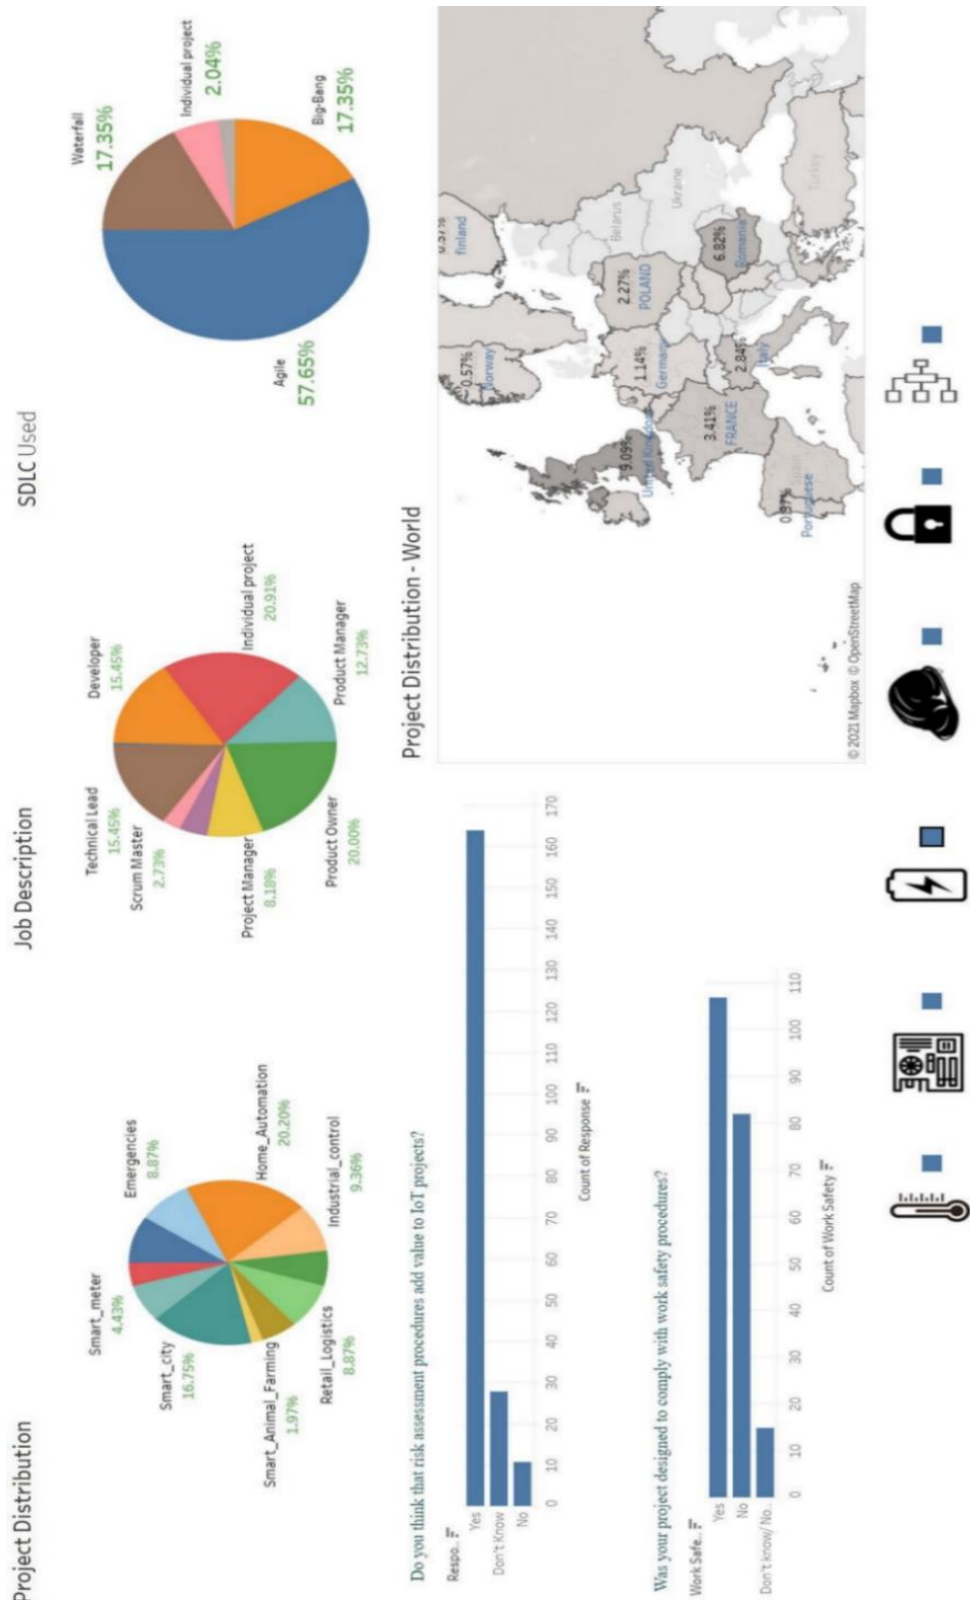 Project Distribution
Smart_meter
4.43%
Emergencies
8.87%
Smart_city
16.75%
Home_Automation
20.20%
Smart_Animal_Farming
1.97%
Industrial_control
9.36%
Retail_Logistics
8.87%
Job Description
Technical Lead
15.45%
Developer
15.45%
Scrum Master
2.73%
Individual project
20.91%
Project Manager
8.18%
Product Manager
12.73%
Product Owner
20.00%
SDLC Used
Waterfall
17.35%
Individual project
2.04%
Agile
57.65%
Big-Bang
17.35%
Do you think that risk assessment procedures add value to IoT projects?
Respo..
Yes
Don't Know
No
0 10 20 30 40 50 60 70 80 90 100 110 120 130 140 150 160 170
Count of Response
Was your project designed to comply with work safety procedures?
Work Safe..
Yes
No
Don't know/ No..
0 10 20 30 40 50 60 70 80 90 100 110
Count of Work Safety
Project Distribution - World
0.57%
Norway
0.57%
finland
9.09%
United Kingdom
1.14%
Germany
2.27%
POLAND
Belarus
Ukraine
3.41%
FRANCE
2.84%
Italy
6.82%
Romania
Spain
Portuguese
Turkey
© 2021 Mapbox © OpenStreetMap